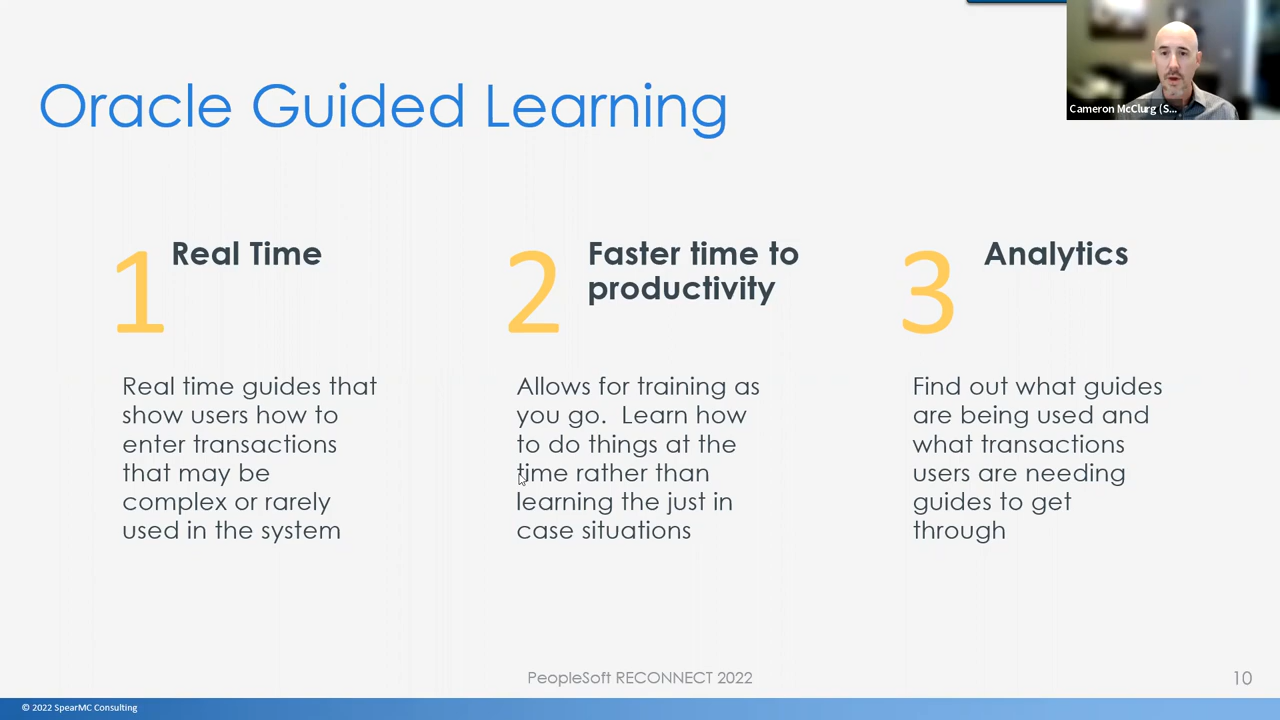 Oracle Guided Learning
Cameron McClurg (S...
1
Real Time
Real time guides that
show users how to
enter transactions
that may be
complex or rarely
used in the system
2
Faster time to
productivity
Allows for training as
you go.  Learn how
to do things at the
time rather than
learning the just in
case situations
3
Analytics
Find out what guides
are being used and
what transactions
users are needing
guides to get
through
PeopleSoft RECONNECT 2022
10
© 2022 SpearMC Consulting